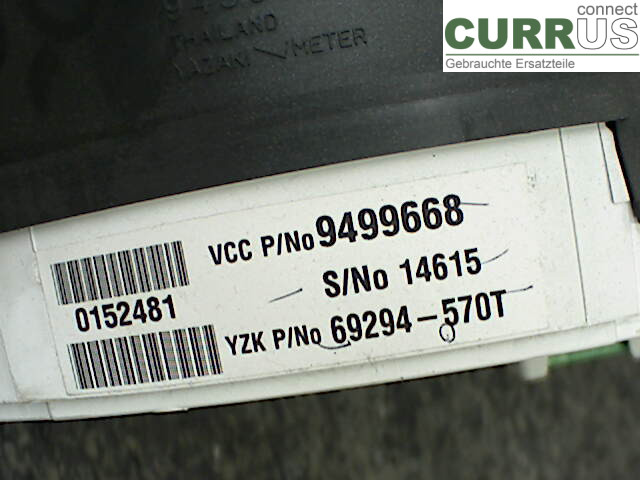 connect
CURRUS
Gebrauchte Ersatzteile
THAILAND
YAZAKI METER
VCC P/No 9499668
S/No 14615
0152481
YZK P/No 69294-570T